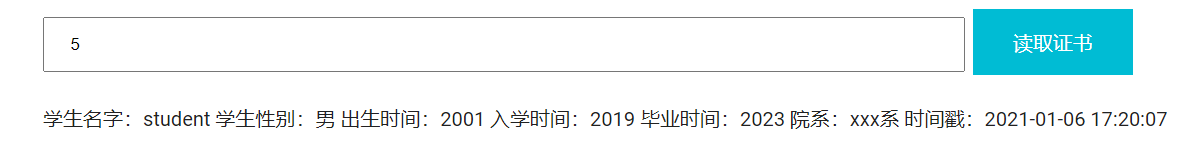 5
读取证书
学生名字：student 学生性别：男 出生时间：2001 入学时间：2019 毕业时间：2023 院系：xxx系 时间戳：2021-01-06 17:20:07